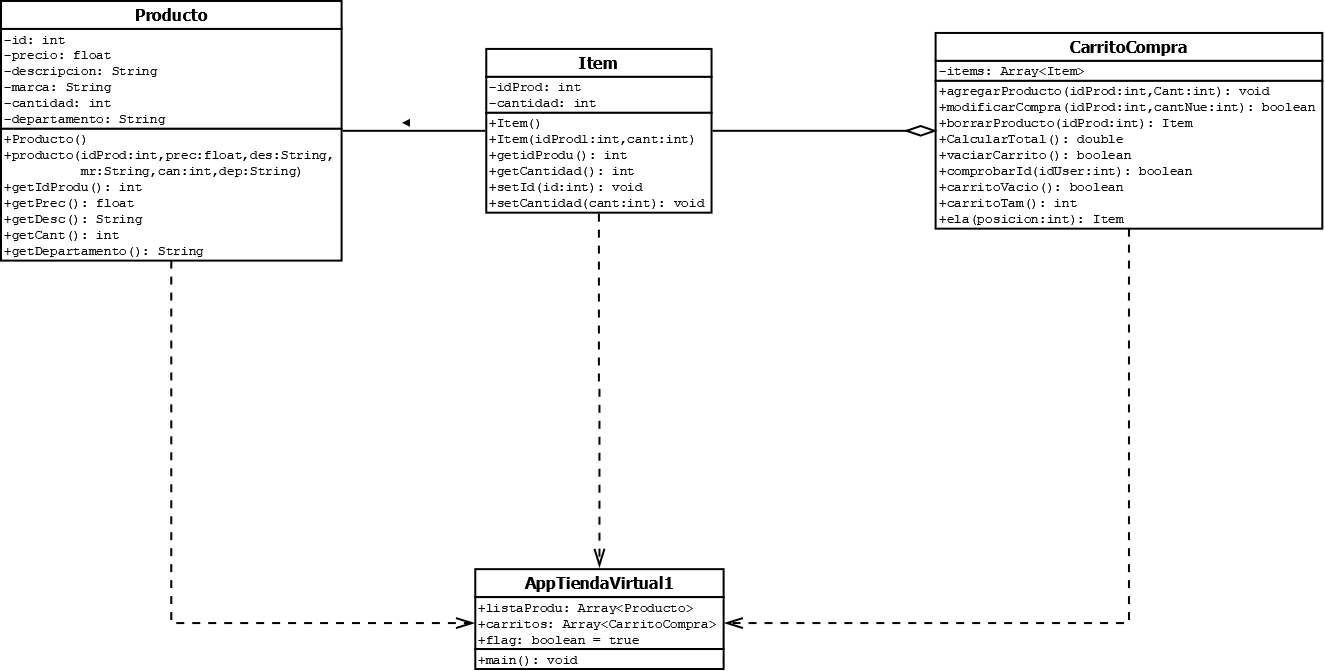 Producto
-id: int
-precio: float
-descripcion: String
-marca: String
-cantidad: int
-departamento: String
+Producto()
+producto(idProd:int,prec:float,des:String,
mr:String,can:int,dep:String)
+getIdProdu(): int
+getPrec(): float
+getDesc(): String
+getCant(): int
+getDepartamento(): String
Item
-idProd: int
-cantidad: int
+Item()
+Item(idProdl:int,cant:int)
+getidProdu(): int
+getCantidad(): int
+setId(id:int): void
+setCantidad(cant:int): void
CarritoCompra
-items: Array<Item>
+agregarProducto(idProd:int,Cant:int): void
+modificarCompra(idProd:int,cantNue:int): boolean
+borrarProducto(idProd:int): Item
+CalcularTotal(): double
+vaciarCarrito(): boolean
+comprobarId(idUser:int): boolean
+carritoVacio(): boolean
+carritoTam(): int
+ela(posicion:int): Item
AppTiendaVirtual1
+listaProdu: Array<Producto>
+carritos: Array<CarritoCompra>
+flag: boolean = true
+main(): void